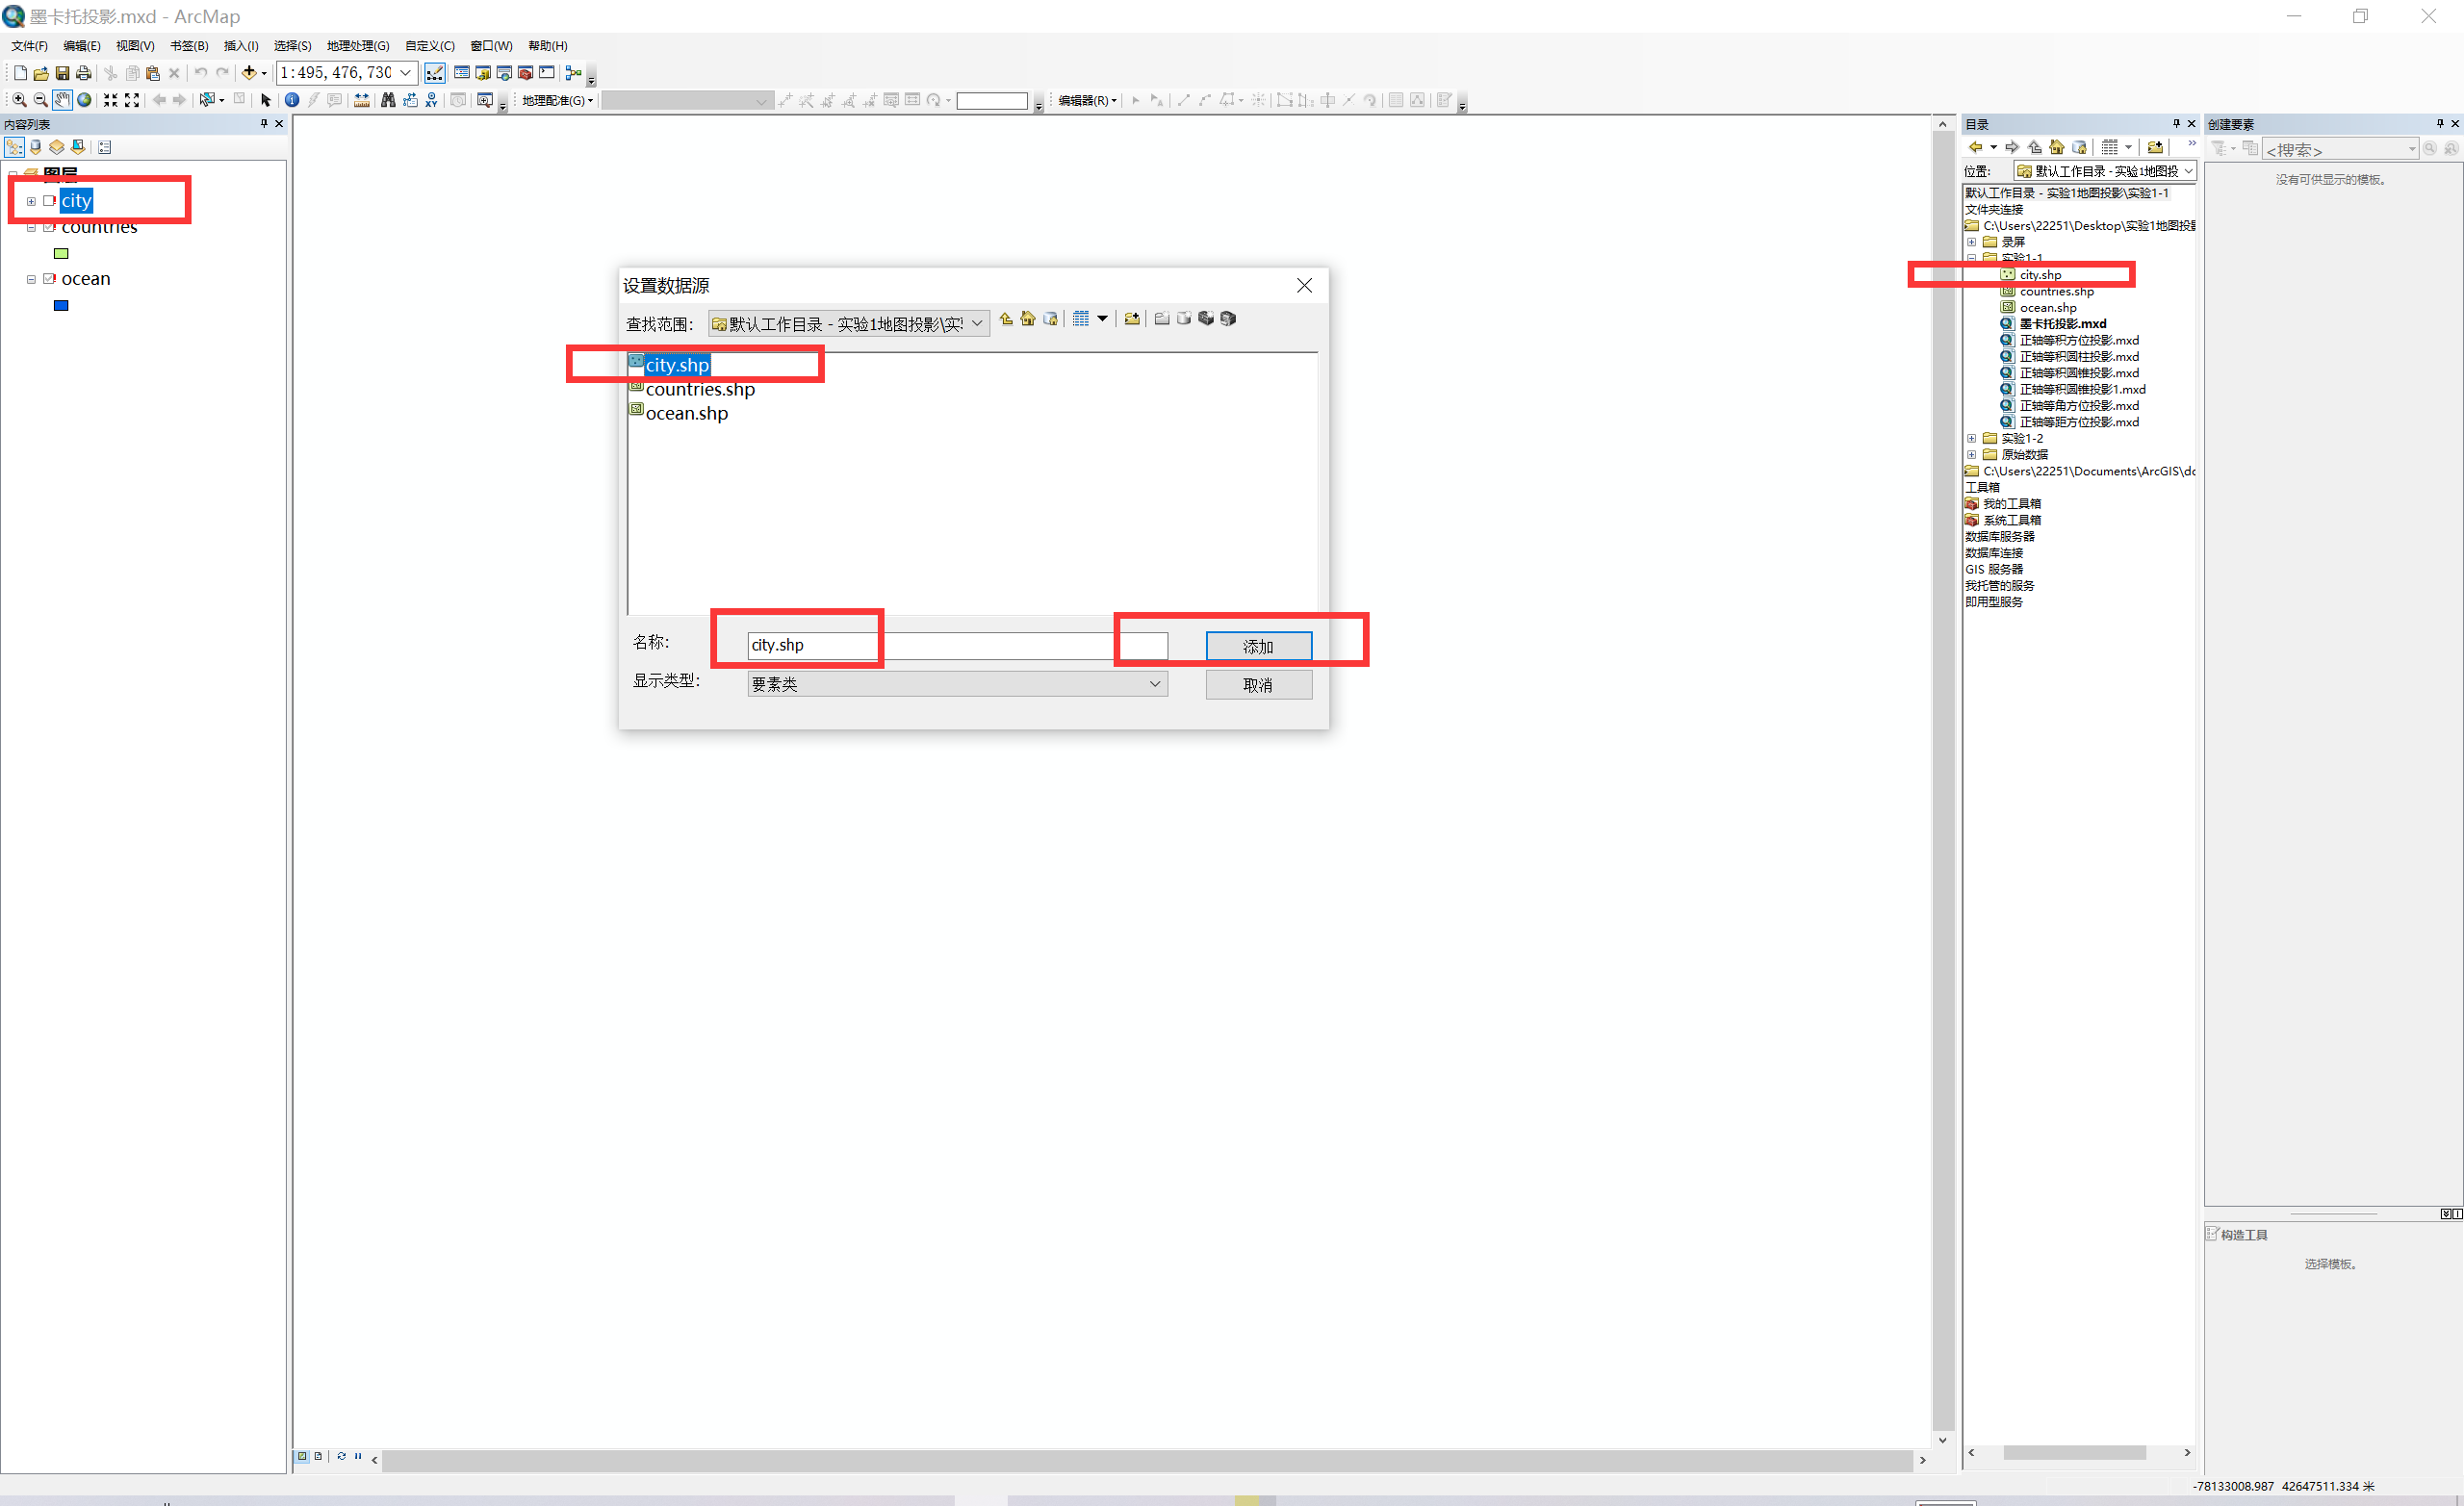 墨卡托投影.mxd - ArcMap
文件(F) 编辑(E) 视图(V) 书签(B) 插入(I) 选择(S) 地理处理(G) 自定义(C) 窗口(W) 帮助(H)
1:495,476,730
地理配准(G)
编辑器(R)
内容列表
图层
city
countries
ocean
设置数据源
查找范围:
默认工作目录 - 实验1地图投影\实
city.shp
countries.shp
ocean.shp
名称:
city.shp
添加
显示类型:
要素类
取消
目录
位置:
默认工作目录 - 实验1地图投
默认工作目录 - 实验1地图投影\实验1-1
文件夹连接
C:\Users\22251\Desktop\实验1地图投影
录屏
实验1-1
city.shp
countries.shp
ocean.shp
墨卡托投影.mxd
正轴等积方位投影.mxd
正轴等积圆柱投影.mxd
正轴等积圆锥投影.mxd
正轴等积圆锥投影1.mxd
正轴等角方位投影.mxd
正轴等距方位投影.mxd
实验1-2
原始数据
C:\Users\22251\Documents\ArcGIS\dc
工具箱
我的工具箱
系统工具箱
数据库服务器
数据库连接
GIS 服务器
我托管的服务
即用型服务
创建要素
<搜索>
没有可供显示的模板。
构造工具
选择模板。
-78133008.987 42647511.334 米